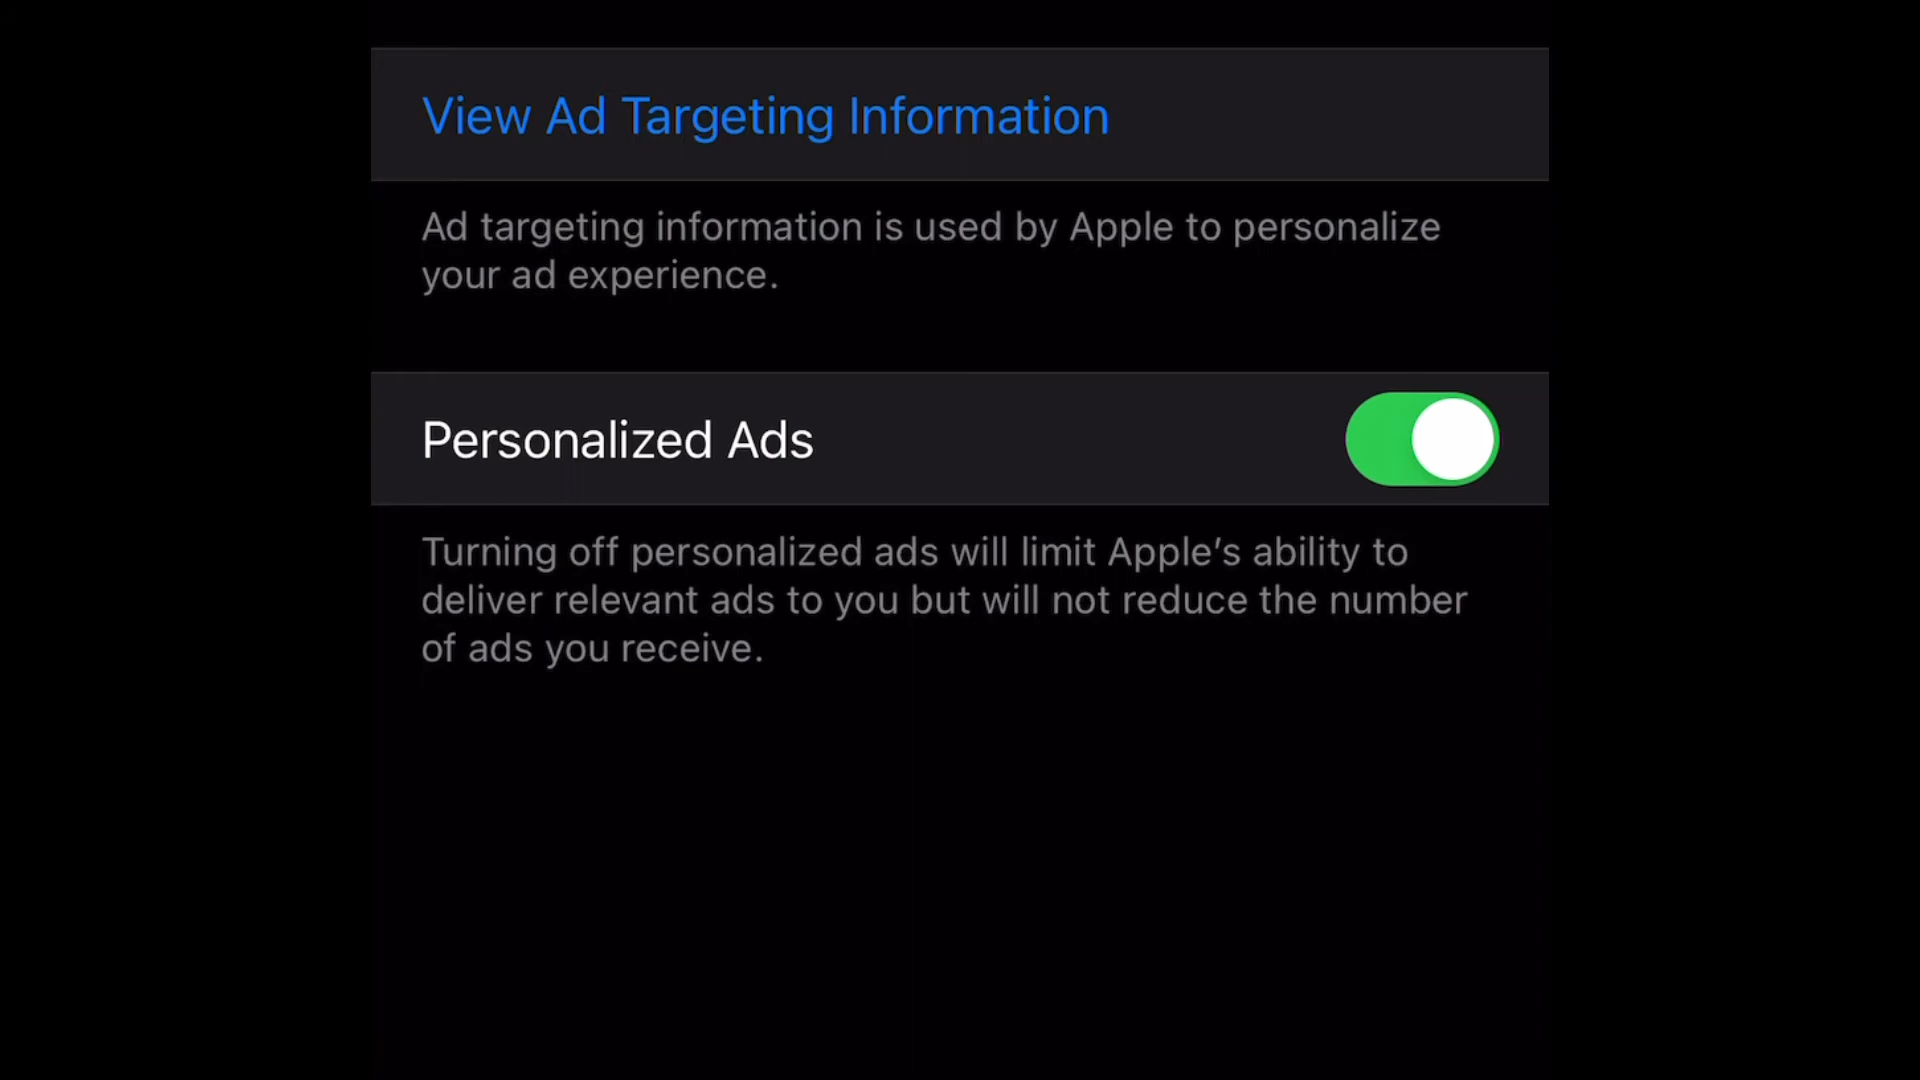 View Ad Targeting Information
Ad targeting information is used by Apple to personalize
your ad experience.
Personalized Ads
Turning off personalized ads will limit Apple’s ability to
deliver relevant ads to you but will not reduce the number
of ads you receive.